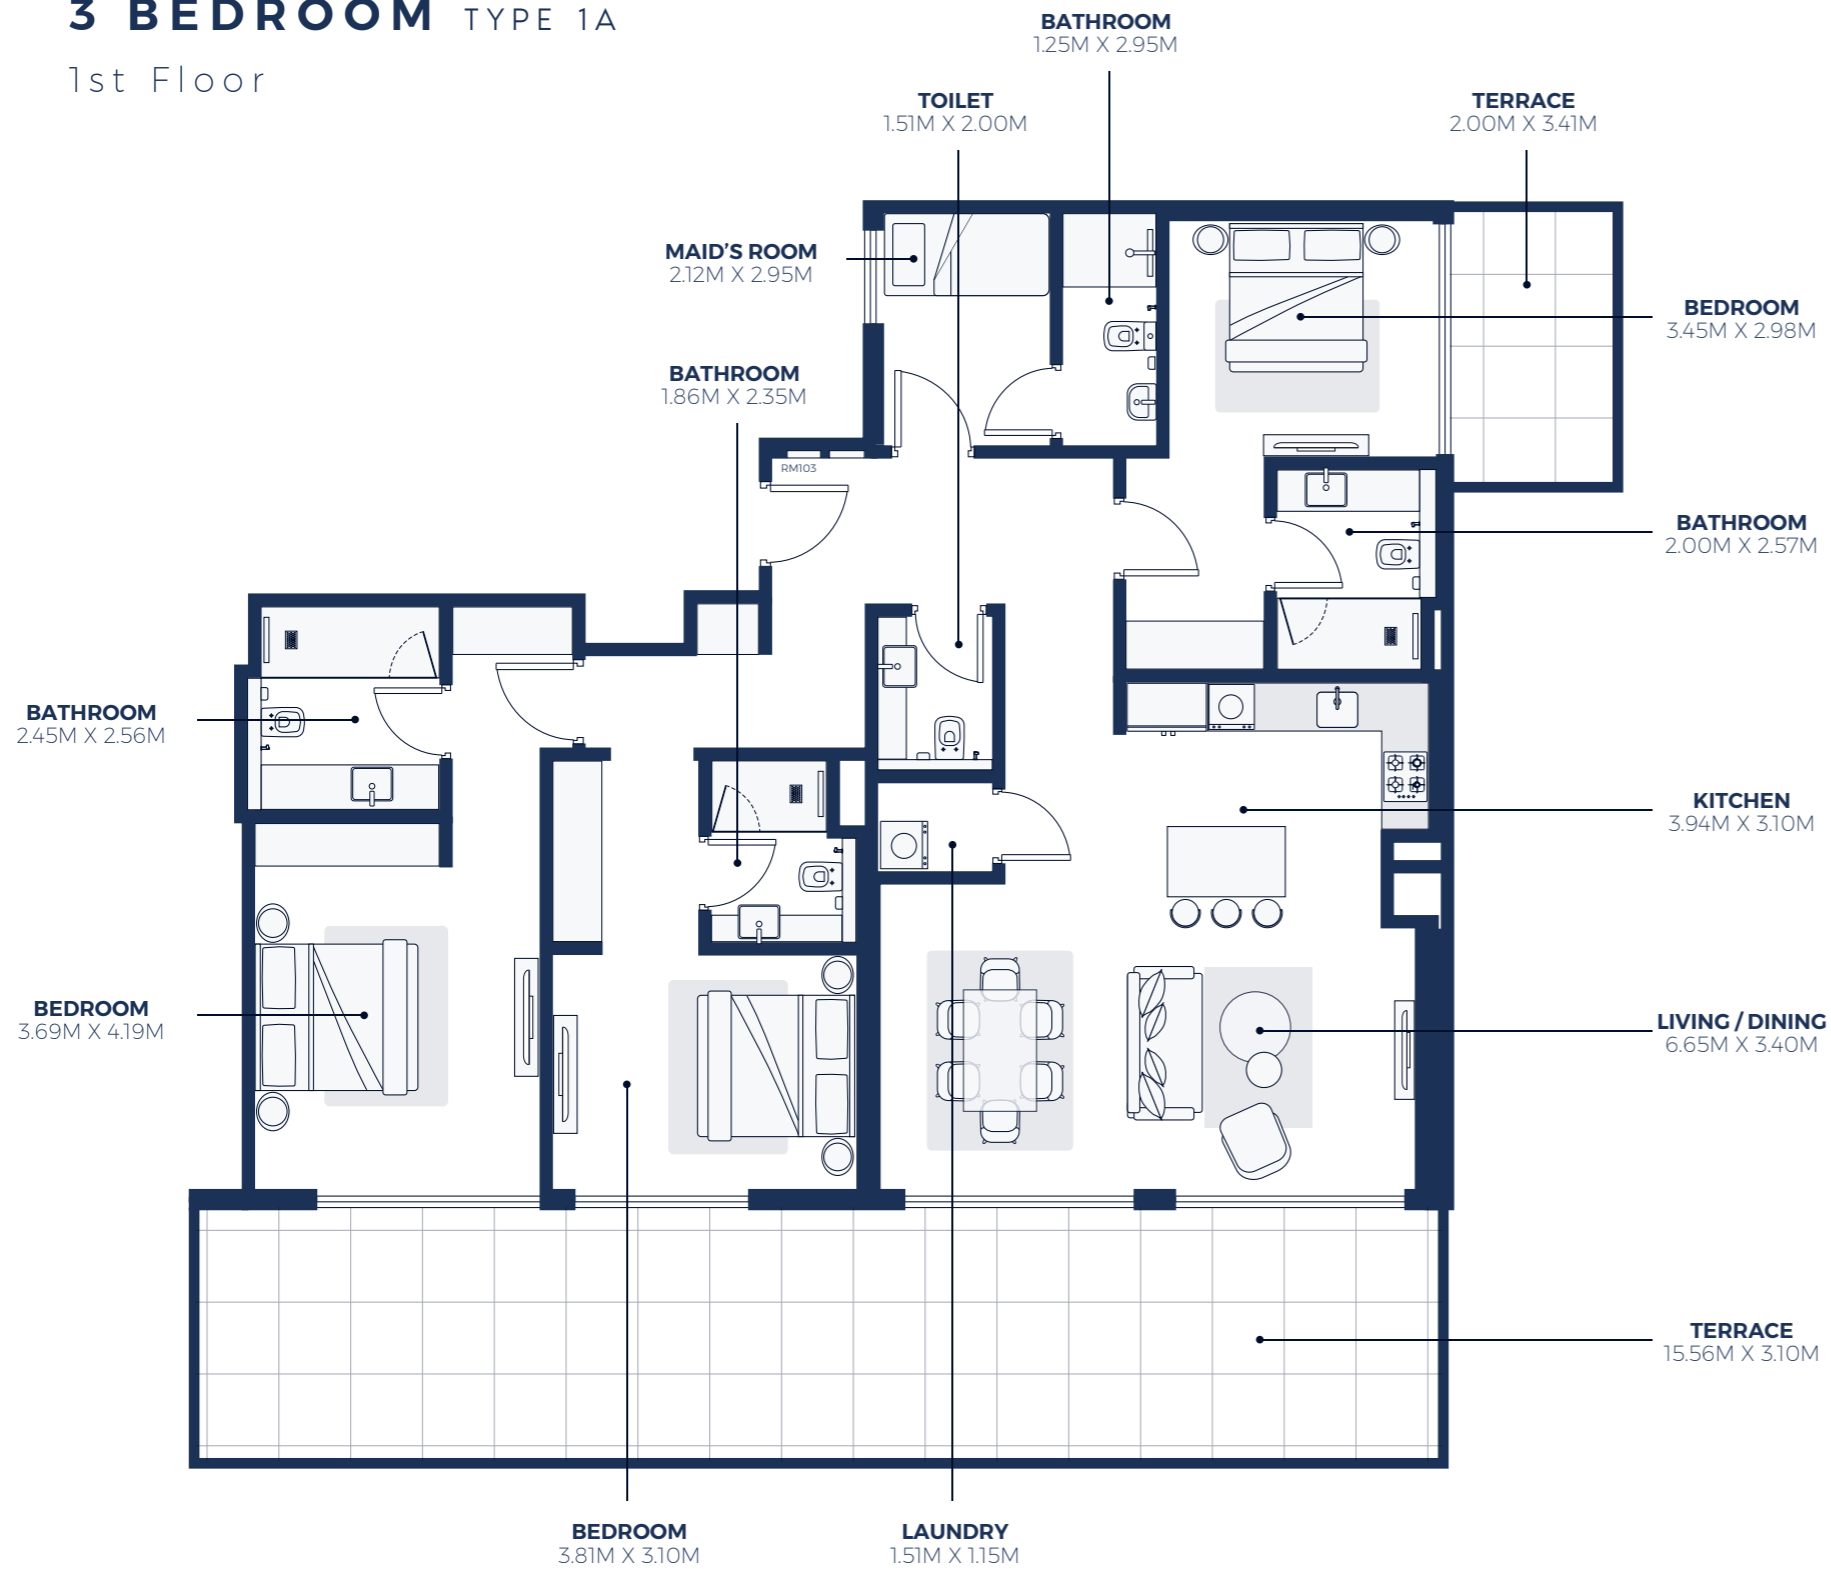 3 BEDROOM TYPE 1A
1st Floor
BATHROOM
1.25M X 2.95M
TOILET
1.51M X 2.00M
TERRACE
2.00M X 3.41M
MAID'S ROOM
2.12M X 2.95M
BEDROOM
3.45M X 2.98M
BATHROOM
1.86M X 2.35M
RM103
BATHROOM
2.00M X 2.57M
BATHROOM
2.45M X 2.56M
KITCHEN
3.94M X 3.10M
BEDROOM
3.69M X 4.19M
LIVING / DINING
6.65M X 3.40M
TERRACE
15.56M X 3.10M
BEDROOM
3.81M X 3.10M
LAUNDRY
1.51M X 1.15M